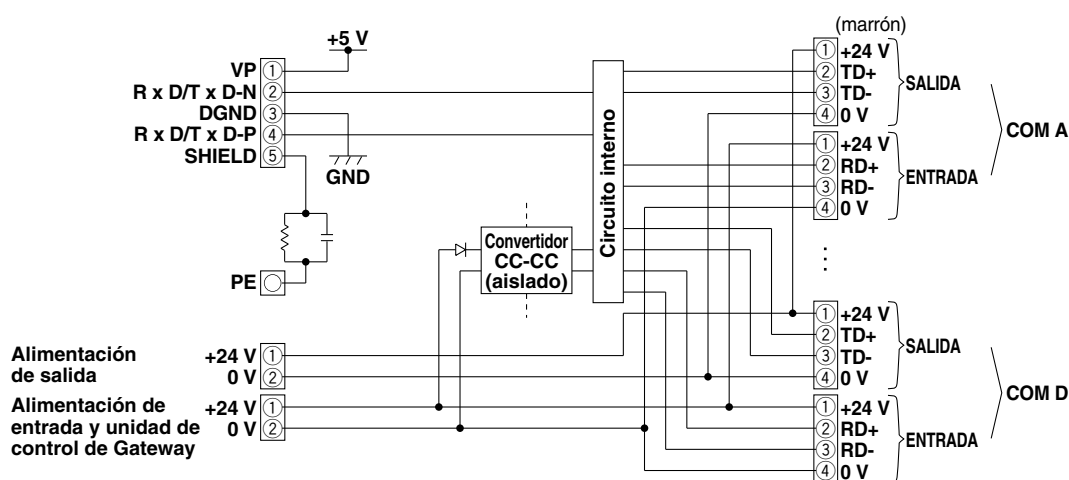 +5 V
VP ①
R x D/T x D-N ②
DGND ③
R x D/T x D-P ④
SHIELD ⑤
GND
PE
Circuito interno
Convertidor
CC-CC
(aislado)
(marrón)
① +24 V
② TD+
③ TD-
④ 0 V
SALIDA
① +24 V
② RD+
③ RD-
④ 0 V
ENTRADA
COM A
⋮
① +24 V
② TD+
③ TD-
④ 0 V
SALIDA
① +24 V
② RD+
③ RD-
④ 0 V
ENTRADA
COM D
Alimentación
de salida
+24 V ①
0 V ②
Alimentación de
entrada y unidad de
control de Gateway
+24 V ①
0 V ②